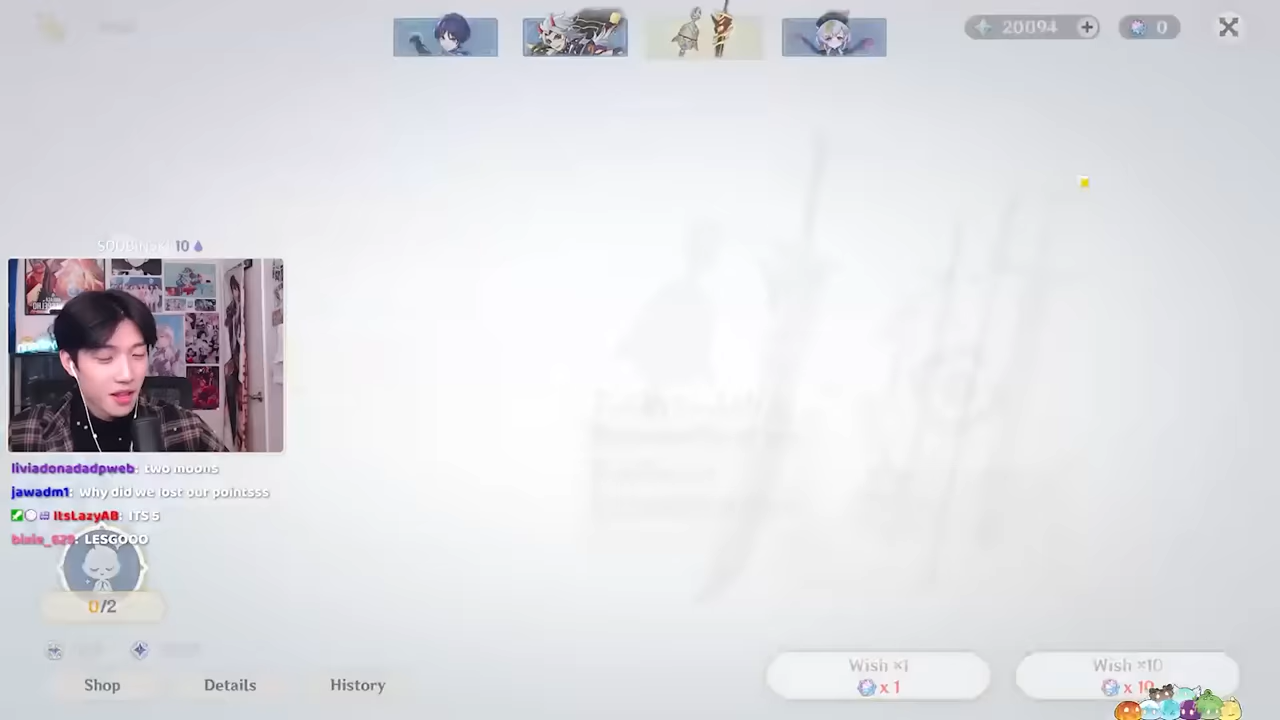 20094
0
10
liviadonadadpweb: two moons
jawadm1: Why did we lost our pointsss
ItsLazyAB: ITS 5
LESGOOO
0/2
Shop
Details
History
Wish ×1
x 1
Wish ×10
x 10